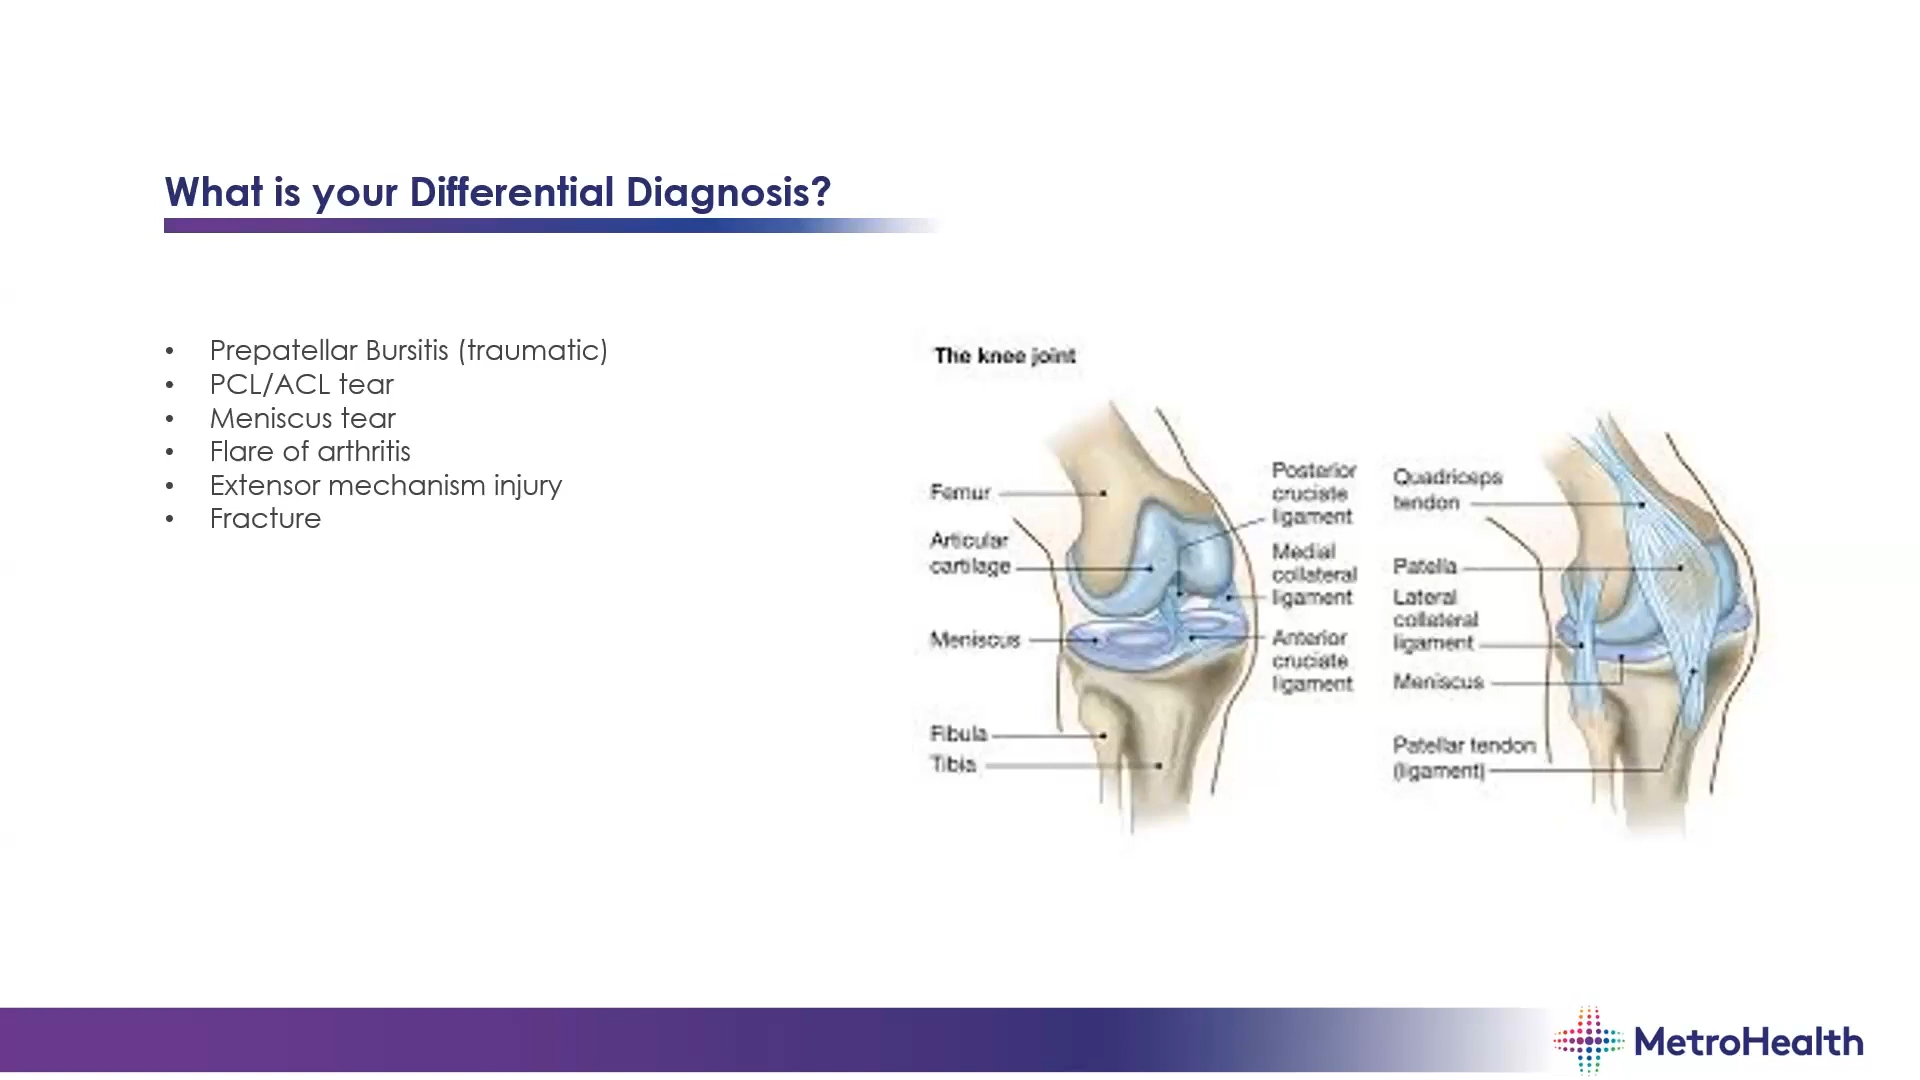 What is your Differential Diagnosis?
• Prepatellar Bursitis (traumatic)
• PCL/ACL tear
• Meniscus tear
• Flare of arthritis
• Extensor mechanism injury
• Fracture
The knee joint
Femur
Articular
cartilage
Meniscus
Fibula
Tibia
Posterior
cruciate
ligament
Medial
collateral
ligament
Anterior
cruciate
ligament
Quadriceps
tendon
Patella
Lateral
collateral
ligament
Meniscus
Patellar tendon
(ligament)
MetroHealth